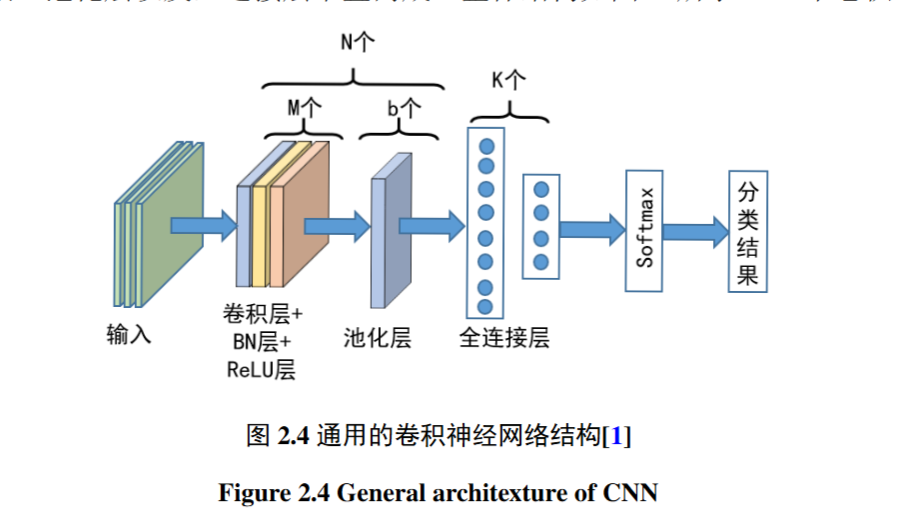 N个
M个
b个
K个
Softmax
分类结果
输入
卷积层+
BN层+
ReLU层
池化层
全连接层
图 2.4 通用的卷积神经网络结构[1]
Figure 2.4 General architexture of CNN